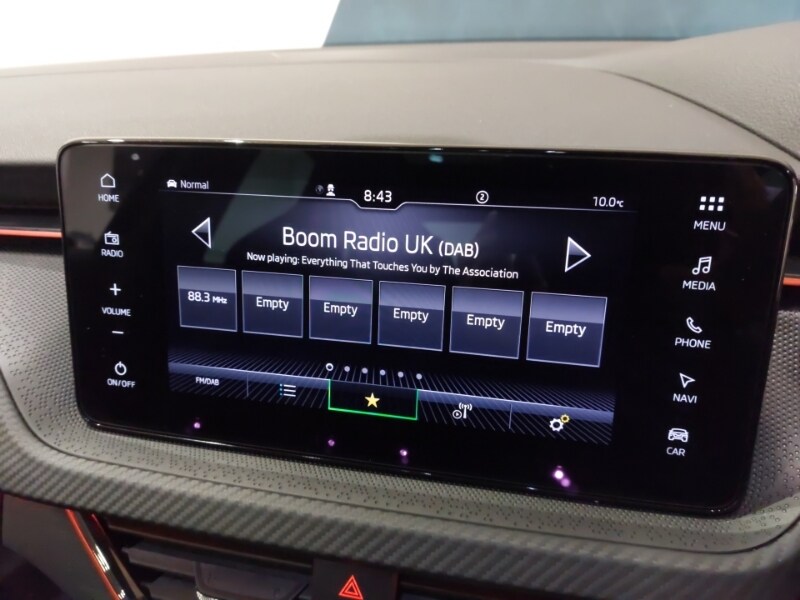 Normal
8:43
2
10.0°C
HOME
RADIO
+
VOLUME
−
ON/OFF
Boom Radio UK (DAB)
Now playing: Everything That Touches You by The Association
88.3 MHz
Empty
Empty
Empty
Empty
Empty
FM/DAB
MENU
MEDIA
PHONE
NAVI
CAR